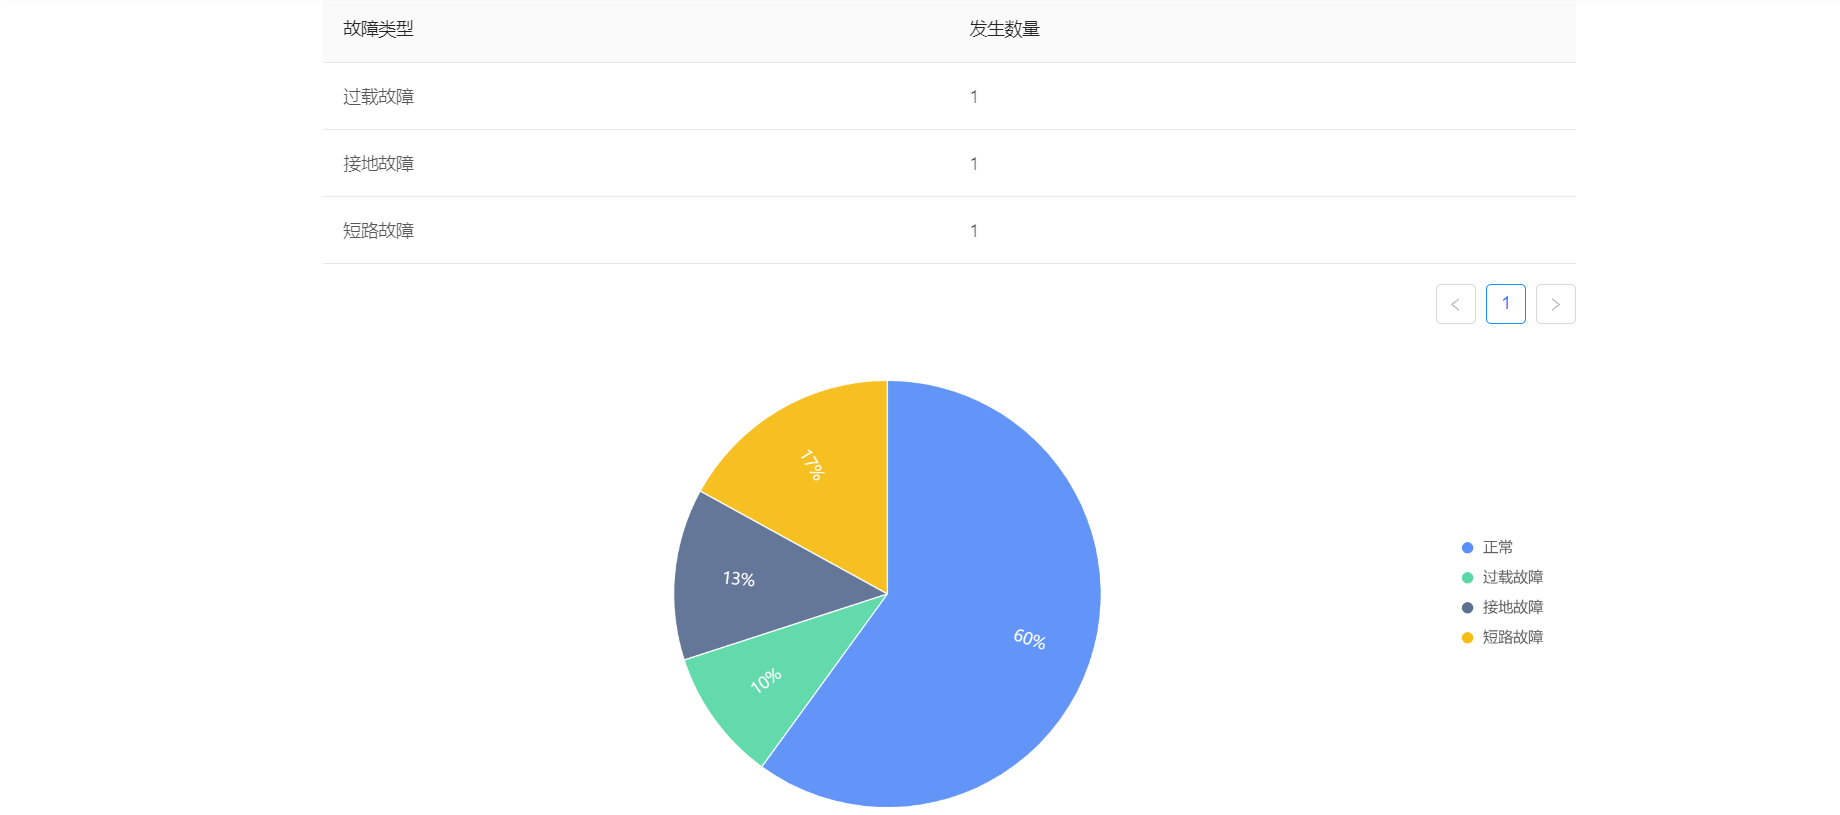 故障类型 发生数量
过载故障 1
接地故障 1
短路故障 1
< 1 >
17%
13%
60%
10%
正常
过载故障
接地故障
短路故障